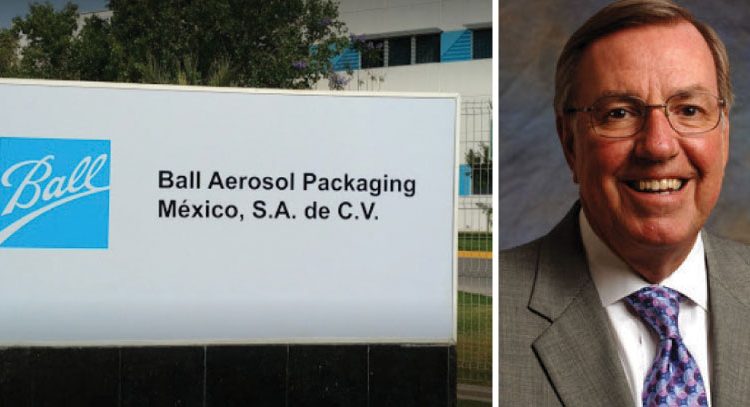 Ball
Ball Aerosol Packaging
México, S.A. de C.V.